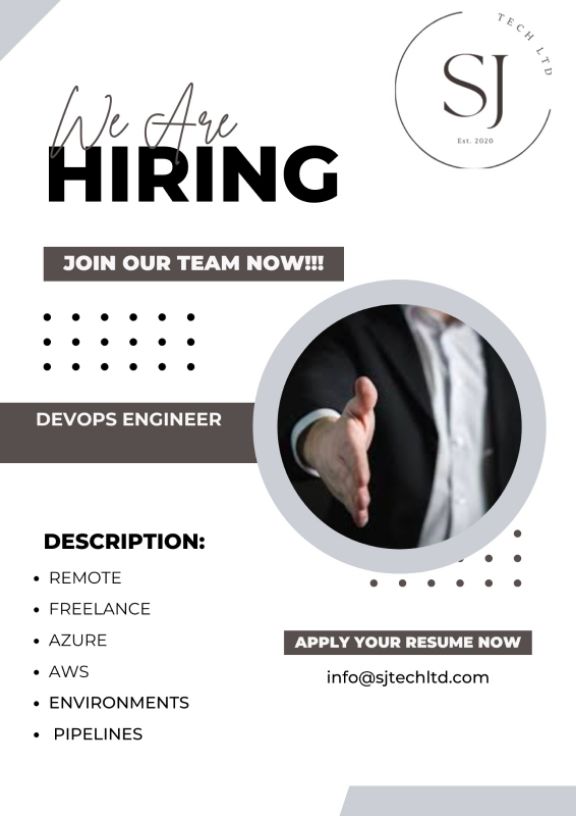 TECH LTD
SJ
Est. 2020
We Are
HIRING
JOIN OUR TEAM NOW!!!
DEVOPS ENGINEER
DESCRIPTION:
• REMOTE
• FREELANCE
• AZURE
• AWS
• ENVIRONMENTS
• PIPELINES
APPLY YOUR RESUME NOW
info@sjtechltd.com